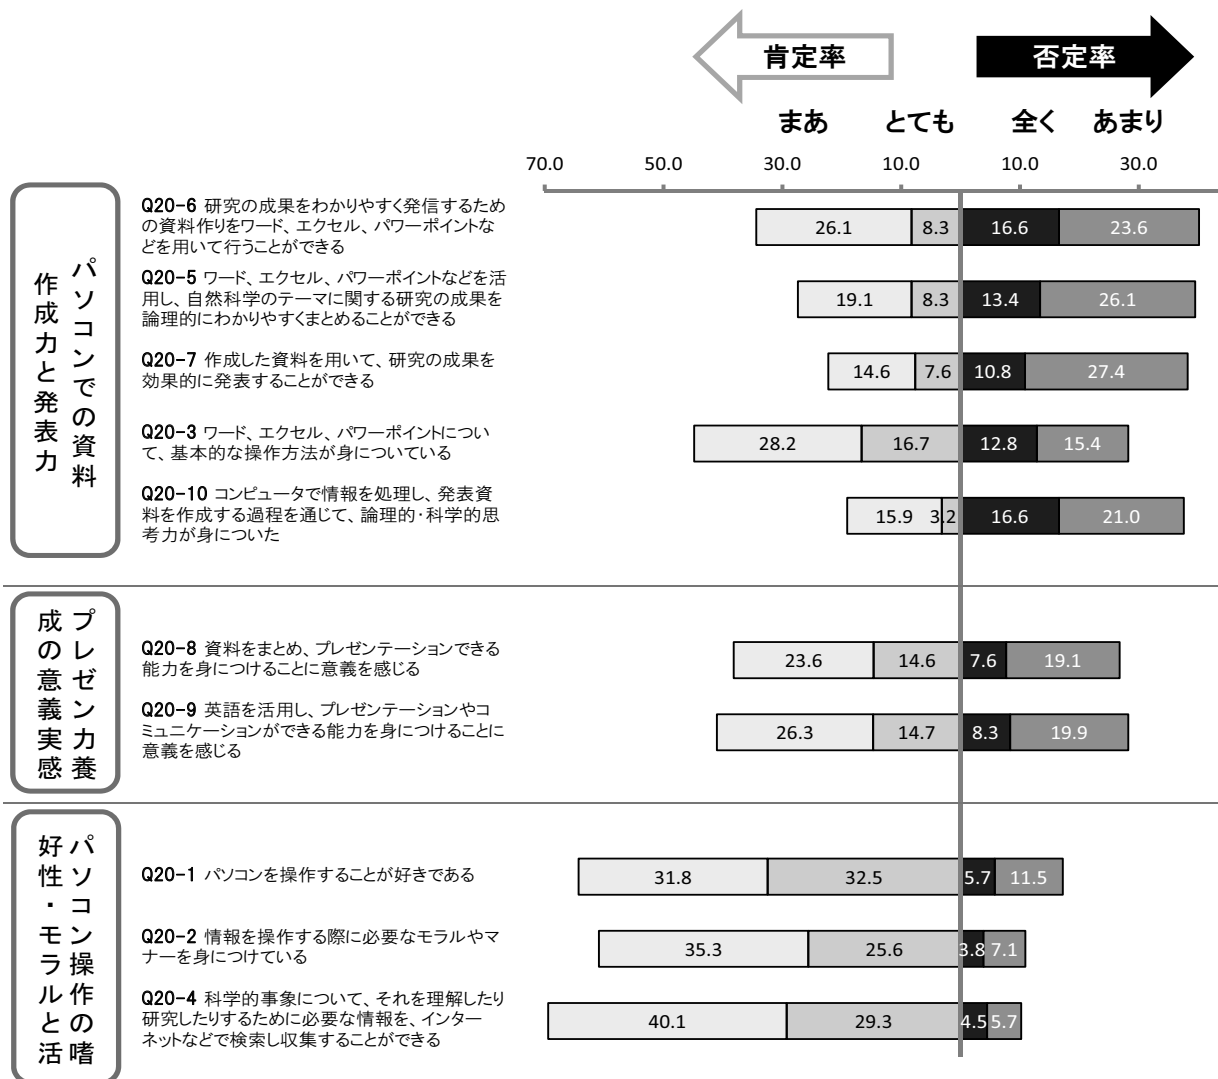 肯定率 否定率
まあ とても 全く あまり
70.0 50.0 30.0 10.0 10.0 30.0
パソコンでの資料
作成力と発表力
Q20-6 研究の成果をわかりやすく発信するため
の資料作りをワード、エクセル、パワーポイントな
どを用いて行うことができる
26.1 8.3 16.6 23.6
Q20-5 ワード、エクセル、パワーポイントなどを活
用し、自然科学のテーマに関する研究の成果を
論理的にわかりやすくまとめることができる
19.1 8.3 13.4 26.1
Q20-7 作成した資料を用いて、研究の成果を
効果的に発表することができる
14.6 7.6 10.8 27.4
Q20-3 ワード、エクセル、パワーポイントについ
て、基本的な操作方法が身についている
28.2 16.7 12.8 15.4
Q20-10 コンピュータで情報を処理し、発表資
料を作成する過程を通じて、論理的・科学的思
考力が身についた
15.9 3.2 16.6 21.0
プレゼン力養
成の意義実感
Q20-8 資料をまとめ、プレゼンテーションできる
能力を身につけることに意義を感じる
23.6 14.6 7.6 19.1
Q20-9 英語を活用し、プレゼンテーションやコ
ミュニケーションができる能力を身につけることに
意義を感じる
26.3 14.7 8.3 19.9
パソコン操作の嗜
好性・モラルと活
Q20-1 パソコンを操作することが好きである
31.8 32.5 5.7 11.5
Q20-2 情報を操作する際に必要なモラルやマ
ナーを身につけている
35.3 25.6 3.8 7.1
Q20-4 科学的事象について、それを理解したり
研究したりするために必要な情報を、インター
ネットなどで検索し収集することができる
40.1 29.3 4.5 5.7